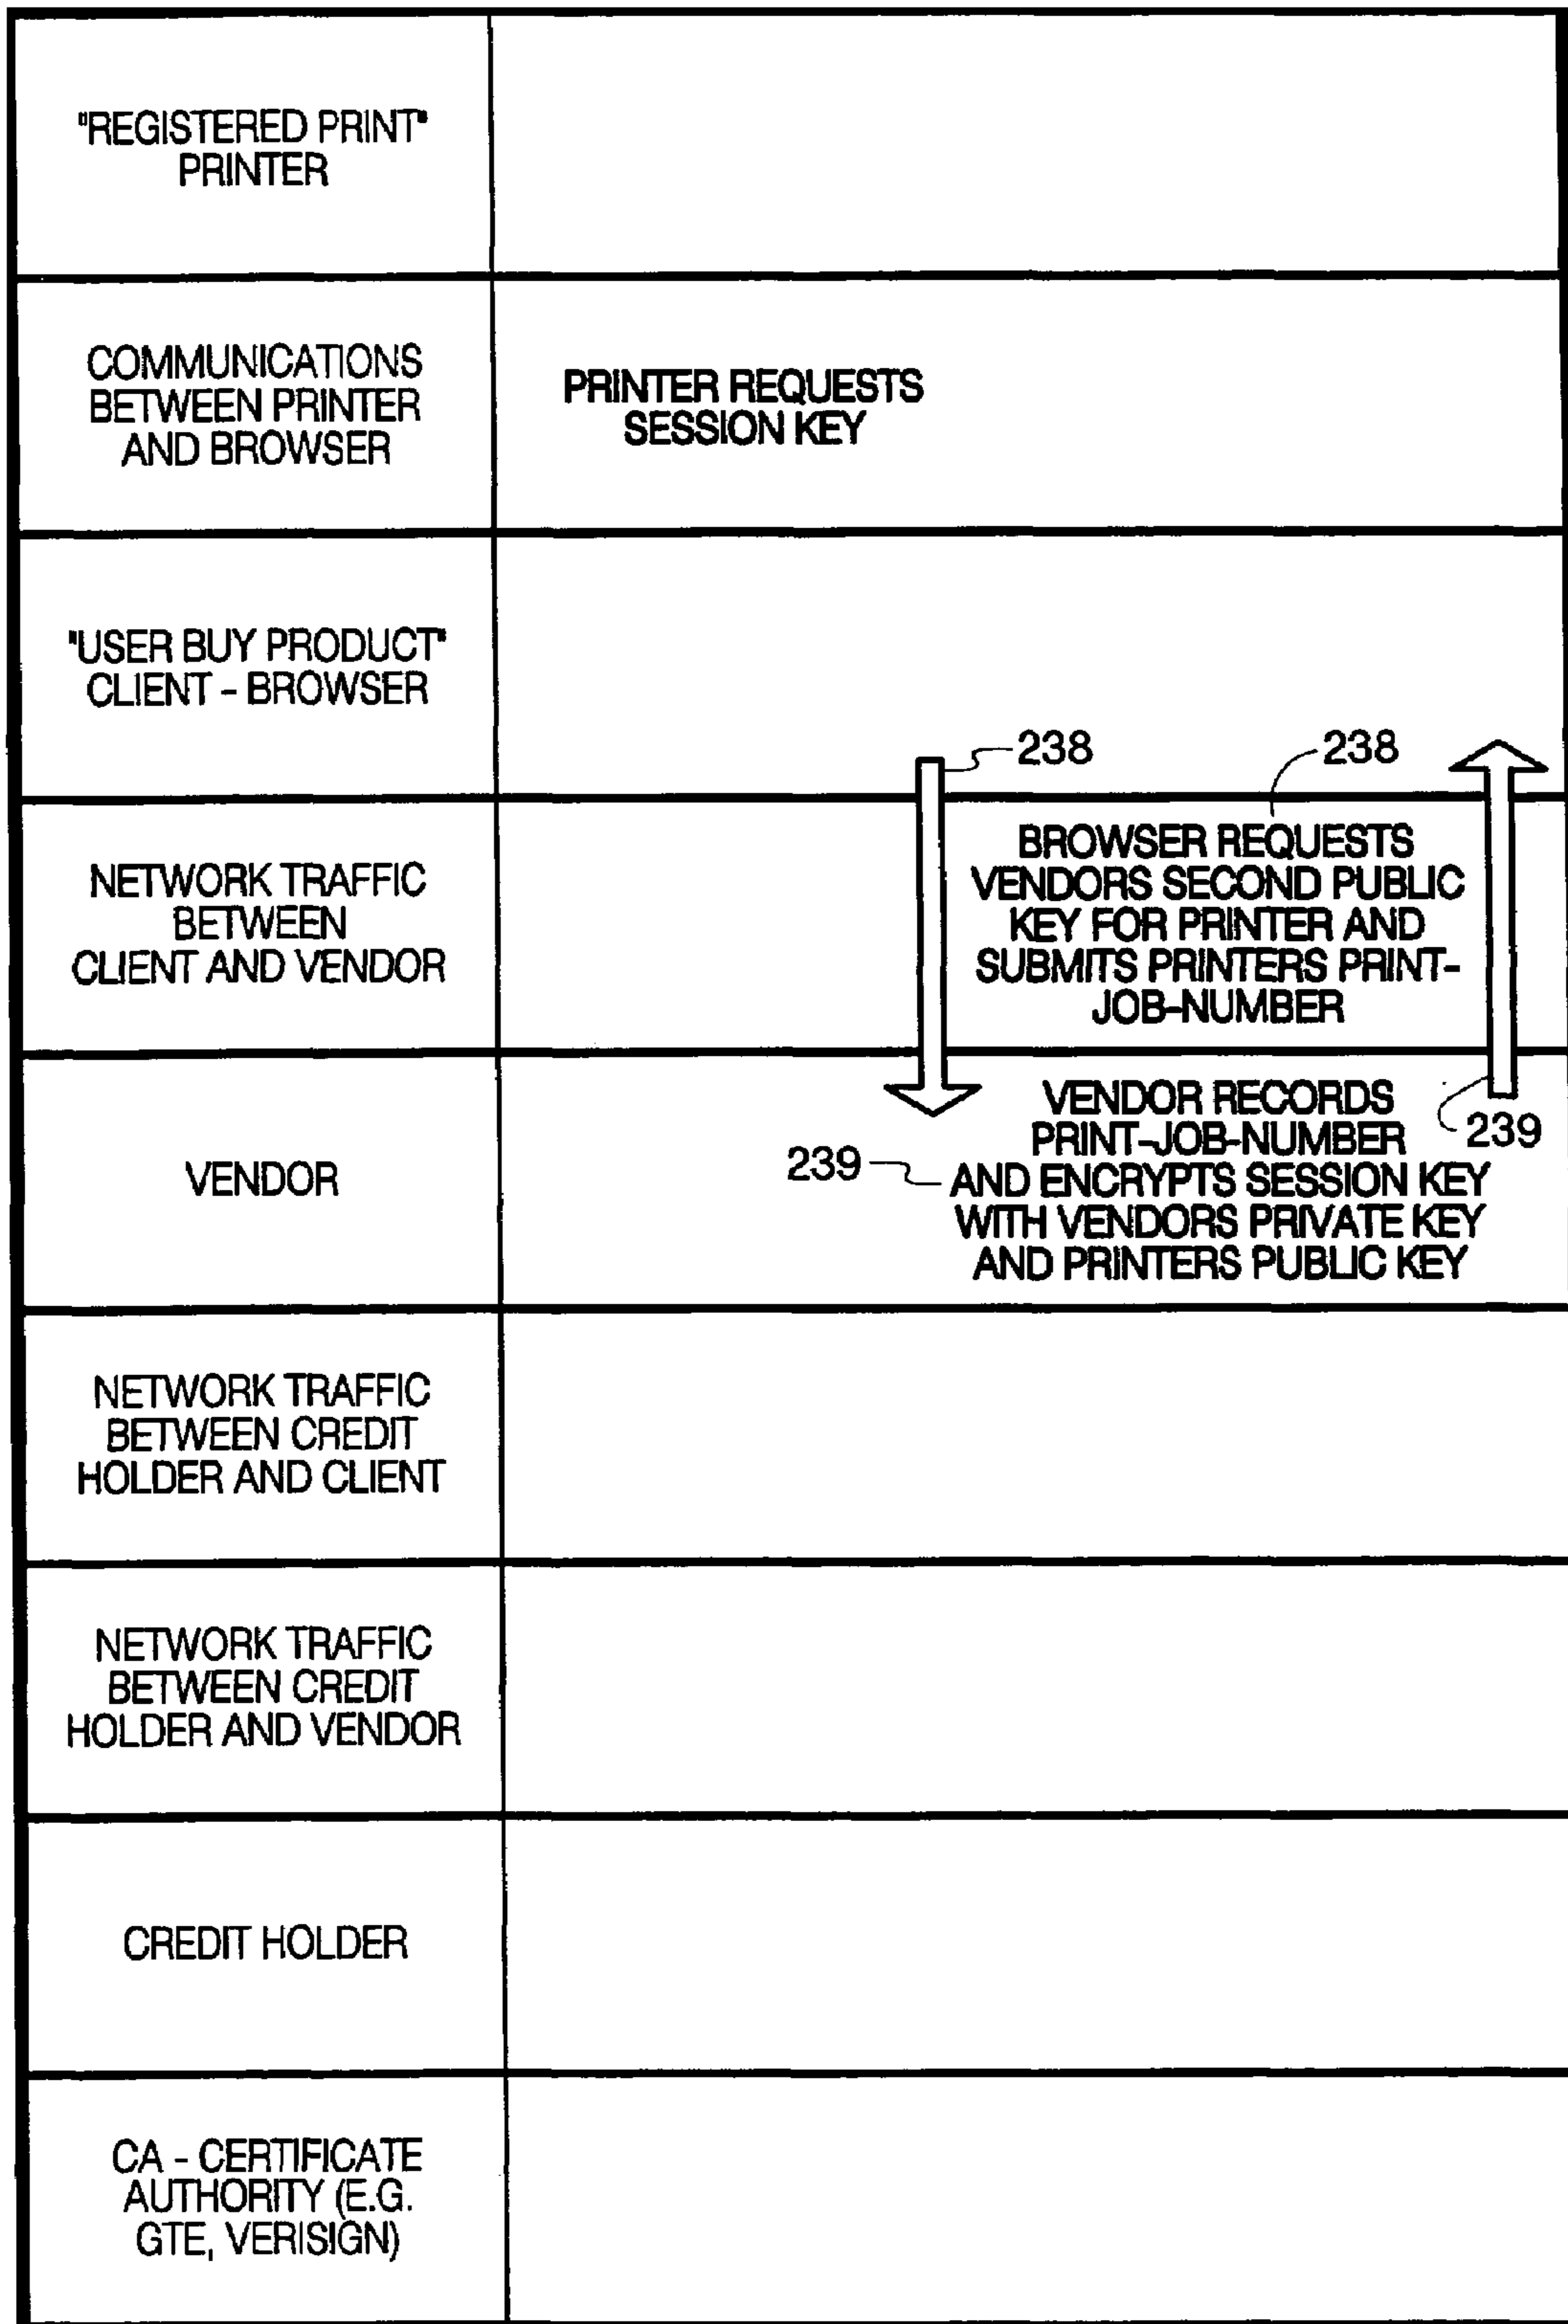 "REGISTERED PRINT"
PRINTER
COMMUNICATIONS
BETWEEN PRINTER
AND BROWSER
PRINTER REQUESTS
SESSION KEY
"USER BUY PRODUCT"
CLIENT - BROWSER
238
238
NETWORK TRAFFIC
BETWEEN
CLIENT AND VENDOR
BROWSER REQUESTS
VENDORS SECOND PUBLIC
KEY FOR PRINTER AND
SUBMITS PRINTERS PRINT-
JOB-NUMBER
VENDOR
239
VENDOR RECORDS
PRINT-JOB-NUMBER
AND ENCRYPTS SESSION KEY
WITH VENDORS PRIVATE KEY
AND PRINTERS PUBLIC KEY
239
NETWORK TRAFFIC
BETWEEN CREDIT
HOLDER AND CLIENT
NETWORK TRAFFIC
BETWEEN CREDIT
HOLDER AND VENDOR
CREDIT HOLDER
CA - CERTIFICATE
AUTHORITY (E.G.
GTE, VERISIGN)